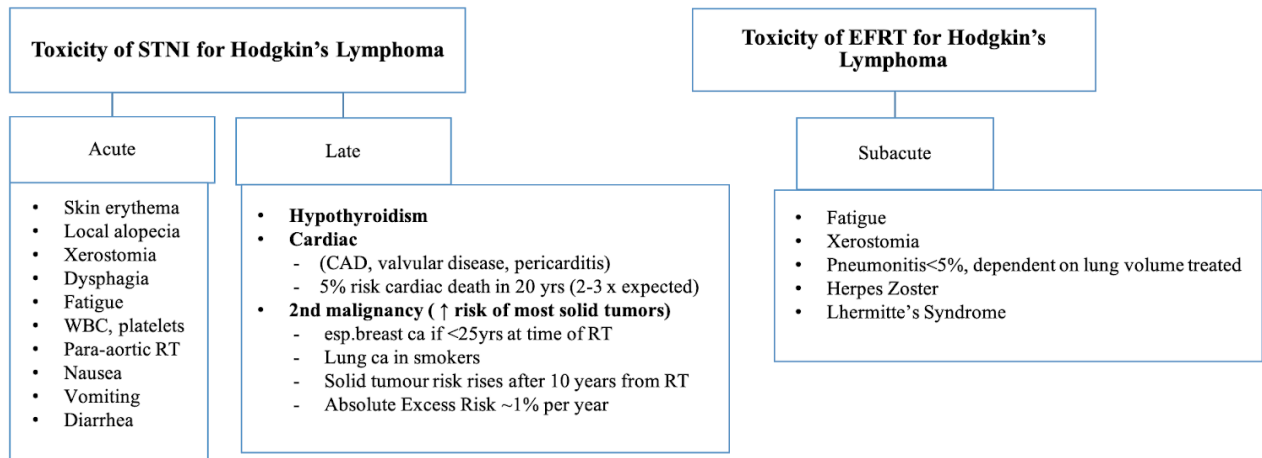 Toxicity of STNI for Hodgkin's Lymphoma
Acute
• Skin erythema
• Local alopecia
• Xerostomia
• Dysphagia
• Fatigue
• WBC, platelets
• Para-aortic RT
• Nausea
• Vomiting
• Diarrhea
Late
• Hypothyroidism
• Cardiac
- (CAD, valvular disease, pericarditis)
- 5% risk cardiac death in 20 yrs (2-3 x expected)
• 2nd malignancy ( ↑ risk of most solid tumors)
- esp.breast ca if <25yrs at time of RT
- Lung ca in smokers
- Solid tumour risk rises after 10 years from RT
- Absolute Excess Risk ~1% per year
Toxicity of EFRT for Hodgkin's
Lymphoma
Subacute
• Fatigue
• Xerostomia
• Pneumonitis<5%, dependent on lung volume treated
• Herpes Zoster
• Lhermitte's Syndrome